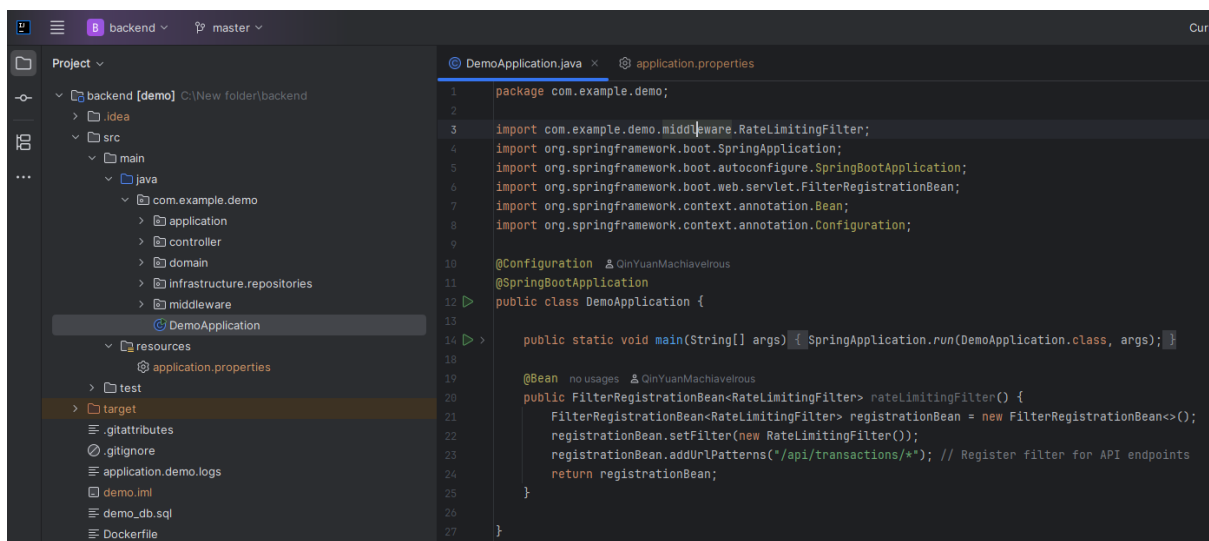 B backend master Cur
Project
backend [demo] C:\New folder\backend
.idea
src
main
java
com.example.demo
application
controller
domain
infrastructure.repositories
middleware
DemoApplication
resources
application.properties
test
target
.gitattributes
.gitignore
application.demo.logs
demo.iml
demo_db.sql
Dockerfile
DemoApplication.java application.properties
1 package com.example.demo;
2
3 import com.example.demo.middleware.RateLimitingFilter;
4 import org.springframework.boot.SpringApplication;
5 import org.springframework.boot.autoconfigure.SpringBootApplication;
6 import org.springframework.boot.web.servlet.FilterRegistrationBean;
7 import org.springframework.context.annotation.Bean;
8 import org.springframework.context.annotation.Configuration;
9
10 @Configuration QinYuanMachiavelrous
11 @SpringBootApplication
12 public class DemoApplication {
13
14 public static void main(String[] args) { SpringApplication.run(DemoApplication.class, args); }
18
19 @Bean no usages QinYuanMachiavelrous
20 public FilterRegistrationBean<RateLimitingFilter> rateLimitingFilter() {
21 FilterRegistrationBean<RateLimitingFilter> registrationBean = new FilterRegistrationBean<>();
22 registrationBean.setFilter(new RateLimitingFilter());
23 registrationBean.addUrlPatterns("/api/transactions/*"); // Register filter for API endpoints
24 return registrationBean;
25 }
26
27 }